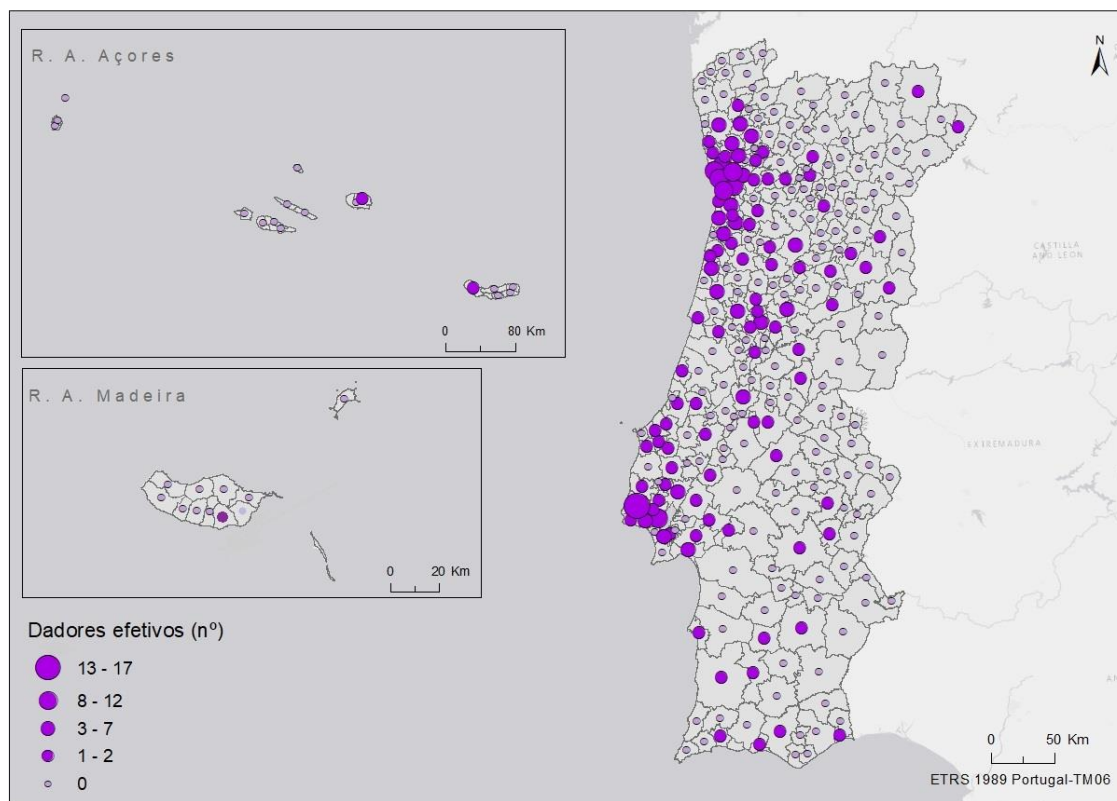 R. A. Açores
0 80 Km
R. A. Madeira
0 20 Km
Dadores efetivos (nº)
13 - 17
8 - 12
3 - 7
1 - 2
0
N
CASTILLA
EXTREMADURA
0 50 Km
ETRS 1989 Portugal-TM06